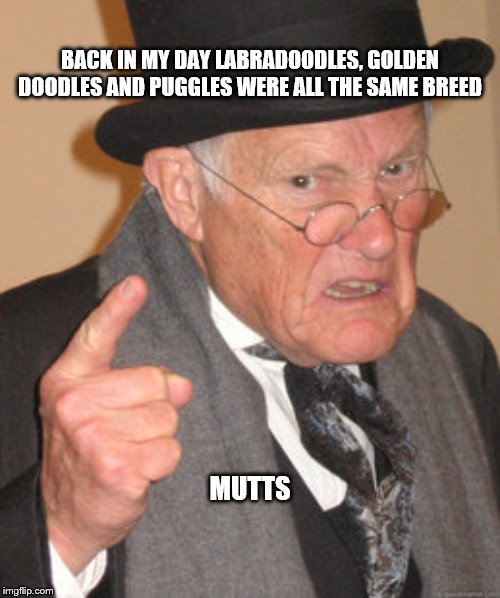 BACK IN MY DAY LABRADOODLES, GOLDEN
DOODLES AND PUGGLES WERE ALL THE SAME BREED
MUTTS
imgflip.com